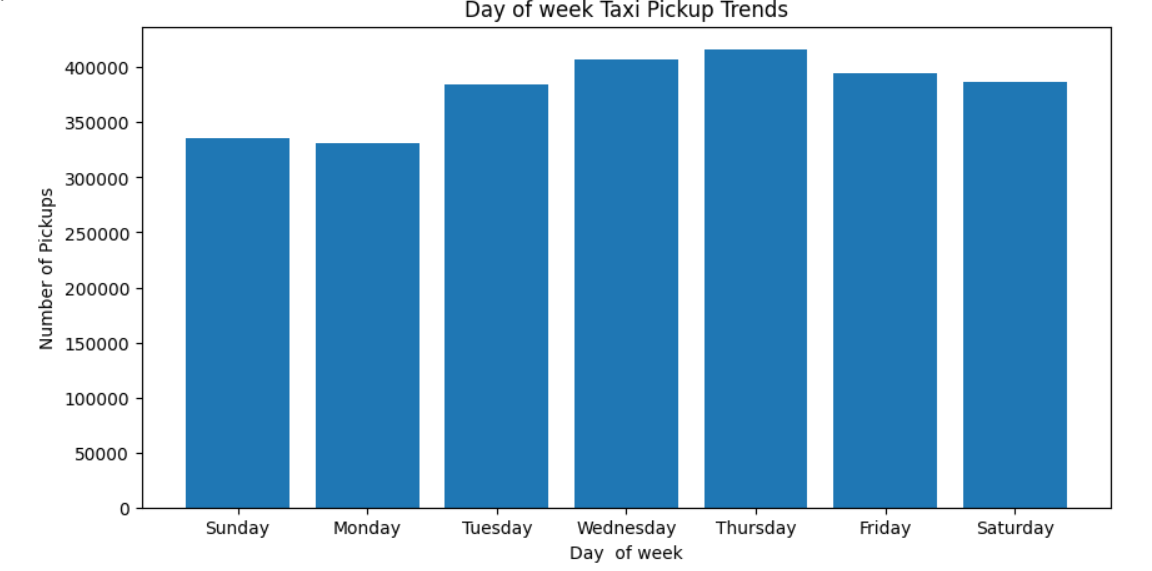 Day of week Taxi Pickup Trends
400000
350000
300000
250000
200000
150000
100000
50000
0
Number of Pickups
Sunday Monday Tuesday Wednesday Thursday Friday Saturday
Day  of week